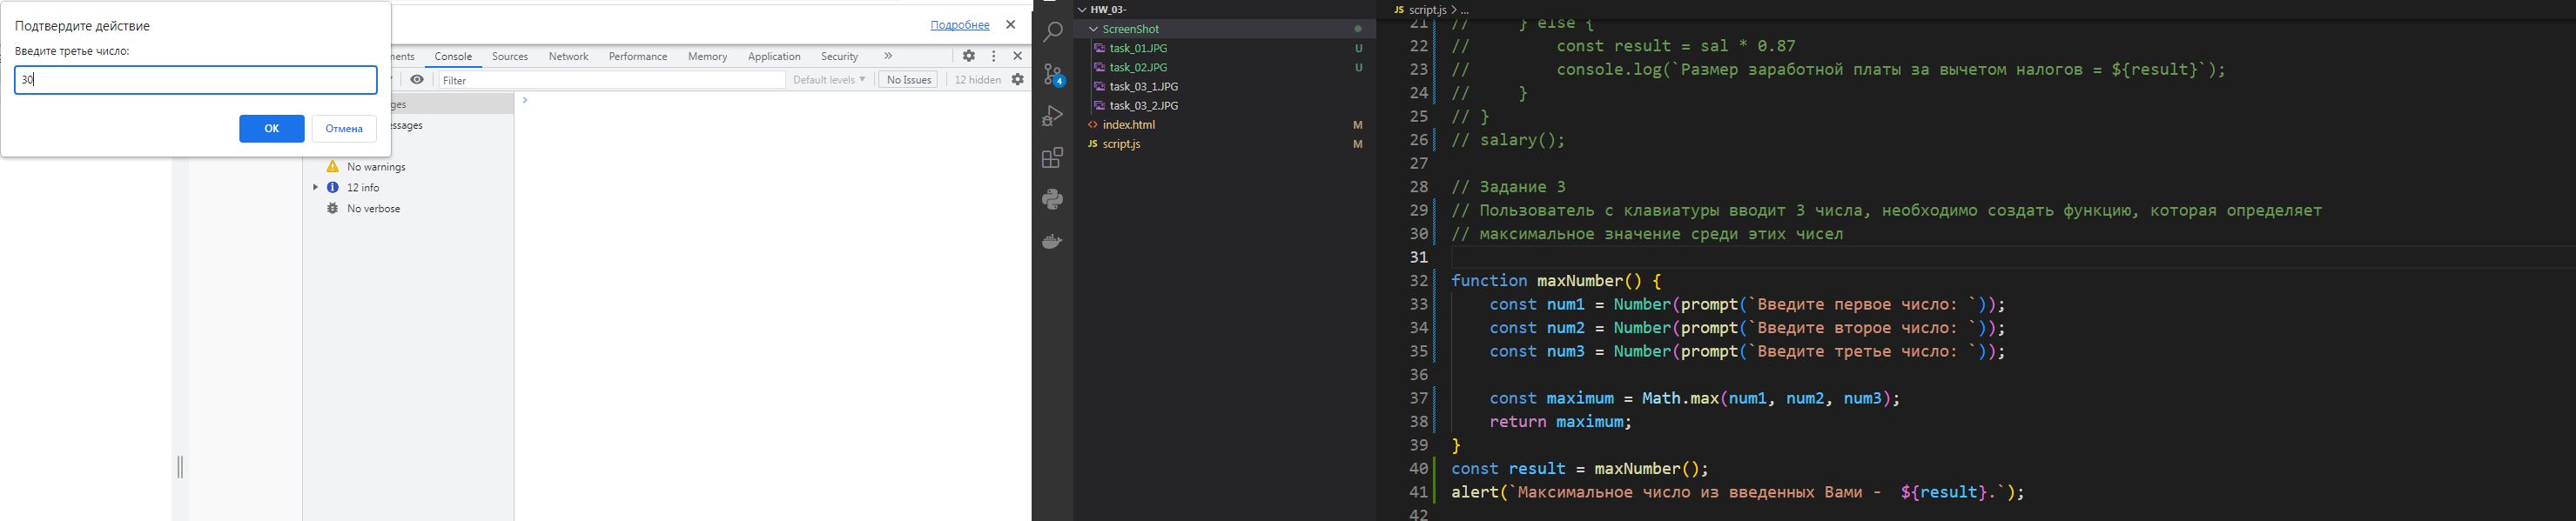 Подтвердите действие
Введите третье число:
30
OK
Отмена
Подробнее
ments Console Sources Network Performance Memory Application Security »
Filter
Default levels ▼ No Issues 12 hidden
ges
essages
No warnings
12 info
No verbose
>
HW_03-
ScreenShot
task_01.JPG U
task_02.JPG U
task_03_1.JPG
task_03_2.JPG
<> index.html M
JS script.js M
4
JS script.js > ...
21 // } else {
22 // const result = sal * 0.87
23 // console.log(`Размер заработной платы за вычетом налогов = ${result}`);
24 // }
25 // }
26 // salary();
27
28 // Задание 3
29 // Пользователь с клавиатуры вводит 3 числа, необходимо создать функцию, которая определяет
30 // максимальное значение среди этих чисел
31
32 function maxNumber() {
33 const num1 = Number(prompt(`Введите первое число: `));
34 const num2 = Number(prompt(`Введите второе число: `));
35 const num3 = Number(prompt(`Введите третье число: `));
36
37 const maximum = Math.max(num1, num2, num3);
38 return maximum;
39 }
40 const result = maxNumber();
41 alert(`Максимальное число из введенных Вами -  ${result}.`);
42